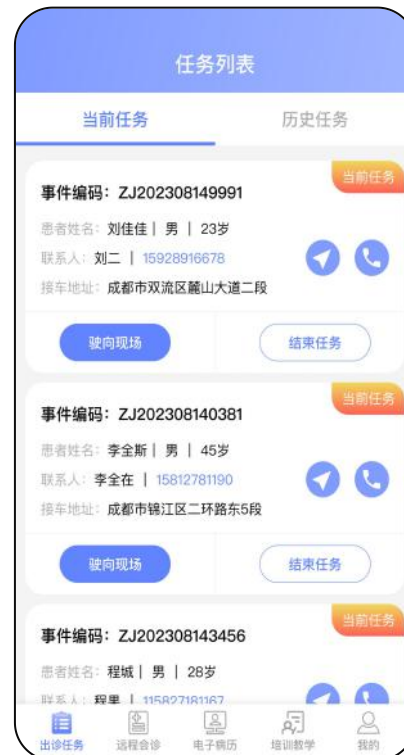 任务列表
当前任务 历史任务
当前任务
事件编码：ZJ202308149991
患者姓名：刘佳佳 | 男 | 23岁
联系人：刘二 | 15928916678
接车地址：成都市双流区麓山大道二段
驶向现场 结束任务
当前任务
事件编码：ZJ202308140381
患者姓名：李全斯 | 男 | 45岁
联系人：李全在 | 15812781190
接车地址：成都市锦江区二环路东5段
驶向现场 结束任务
当前任务
事件编码：ZJ202308143456
患者姓名：程城 | 男 | 28岁
联系人：程果 | 115827181167
出诊任务 远程会诊 电子病历 培训教学 我的